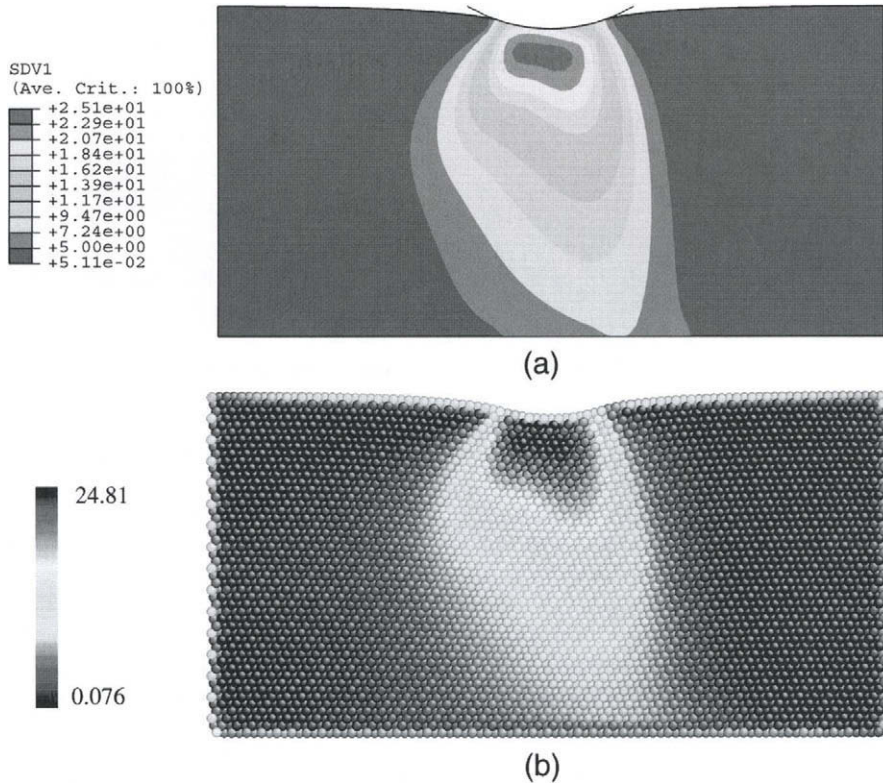 SDV1
(Ave. Crit.: 100%)
+2.51e+01
+2.29e+01
+2.07e+01
+1.84e+01
+1.62e+01
+1.39e+01
+1.17e+01
+9.47e+00
+7.24e+00
+5.00e+00
+5.11e-02
(a)
24.81
0.076
(b)